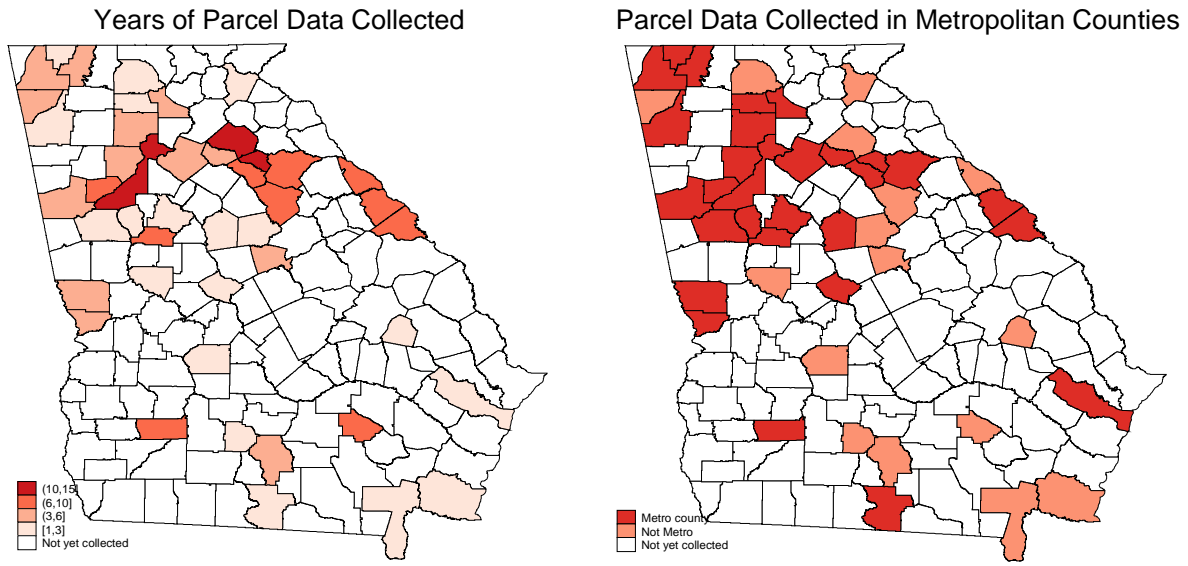 Years of Parcel Data Collected
(10,15]
(6,10]
(3,6]
[1,3]
Not yet collected
Parcel Data Collected in Metropolitan Counties
Metro county
Not Metro
Not yet collected